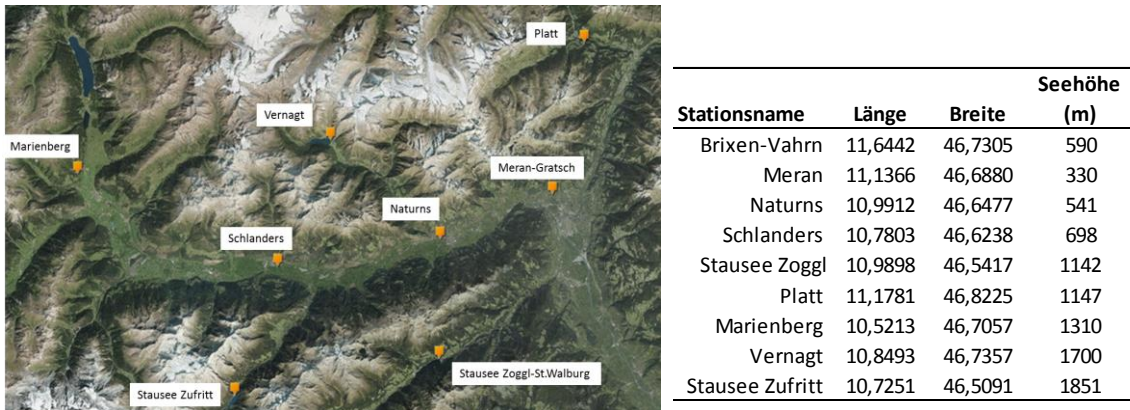 Platt
Vernagt
Marienberg
Meran-Gratsch
Naturns
Schlanders
Stausee Zoggl-St.Walburg
Stausee Zufritt
Seehöhe
Stationsname Länge Breite (m)
Brixen-Vahrn 11,6442 46,7305 590
Meran 11,1366 46,6880 330
Naturns 10,9912 46,6477 541
Schlanders 10,7803 46,6238 698
Stausee Zoggl 10,9898 46,5417 1142
Platt 11,1781 46,8225 1147
Marienberg 10,5213 46,7057 1310
Vernagt 10,8493 46,7357 1700
Stausee Zufritt 10,7251 46,5091 1851